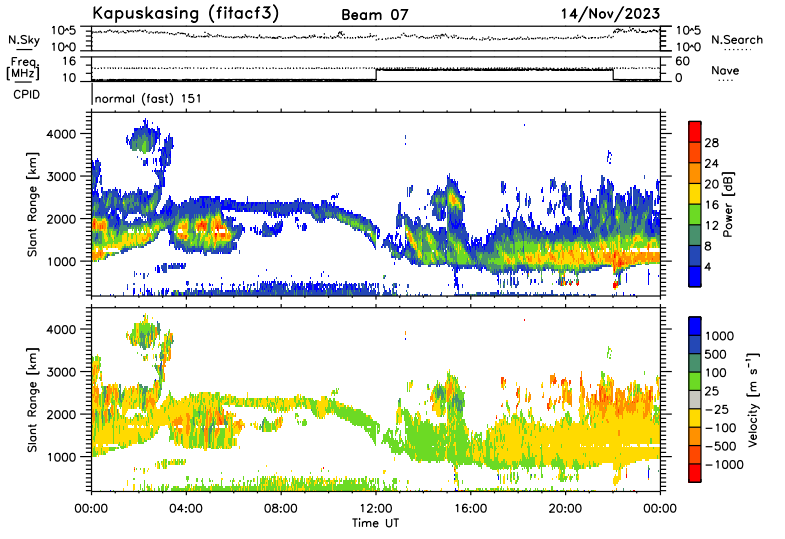 Kapuskasing (fitacf3) Beam 07 14/Nov/2023
N.Sky 10^5 10^0 10^5 10^0 N.Search
Freq. [MHz] 16 10 60 0 Nave
CPID normal (fast) 151
Slant Range [km] 4000 3000 2000 1000
28 24 20 16 12 8 4 Power [dB]
Slant Range [km] 4000 3000 2000 1000
1000 500 100 25 -25 -100 -500 -1000 Velocity [m s⁻¹]
00:00 04:00 08:00 12:00 16:00 20:00 00:00
Time UT